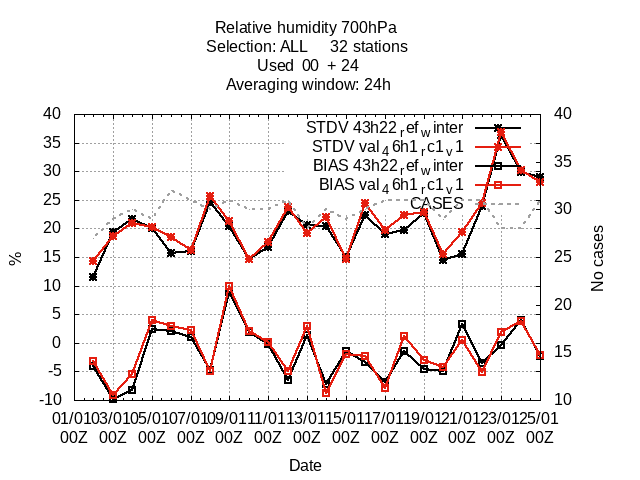 Relative humidity 700hPa
Selection: ALL 32 stations
Used 00 + 24
Averaging window: 24h
STDV 43h22ref_winter
STDV val46h1rc1v1
BIAS 43h22ref_winter
BIAS val46h1rc1v1
CASES
40
35
30
25
20
15
10
5
0
-5
-10
%
40
35
30
25
20
15
10
No cases
01/01 03/01 05/01 07/01 09/01 11/01 13/01 15/01 17/01 19/01 21/01 23/01 25/01
00Z 00Z 00Z 00Z 00Z 00Z 00Z 00Z 00Z 00Z 00Z 00Z 00Z
Date